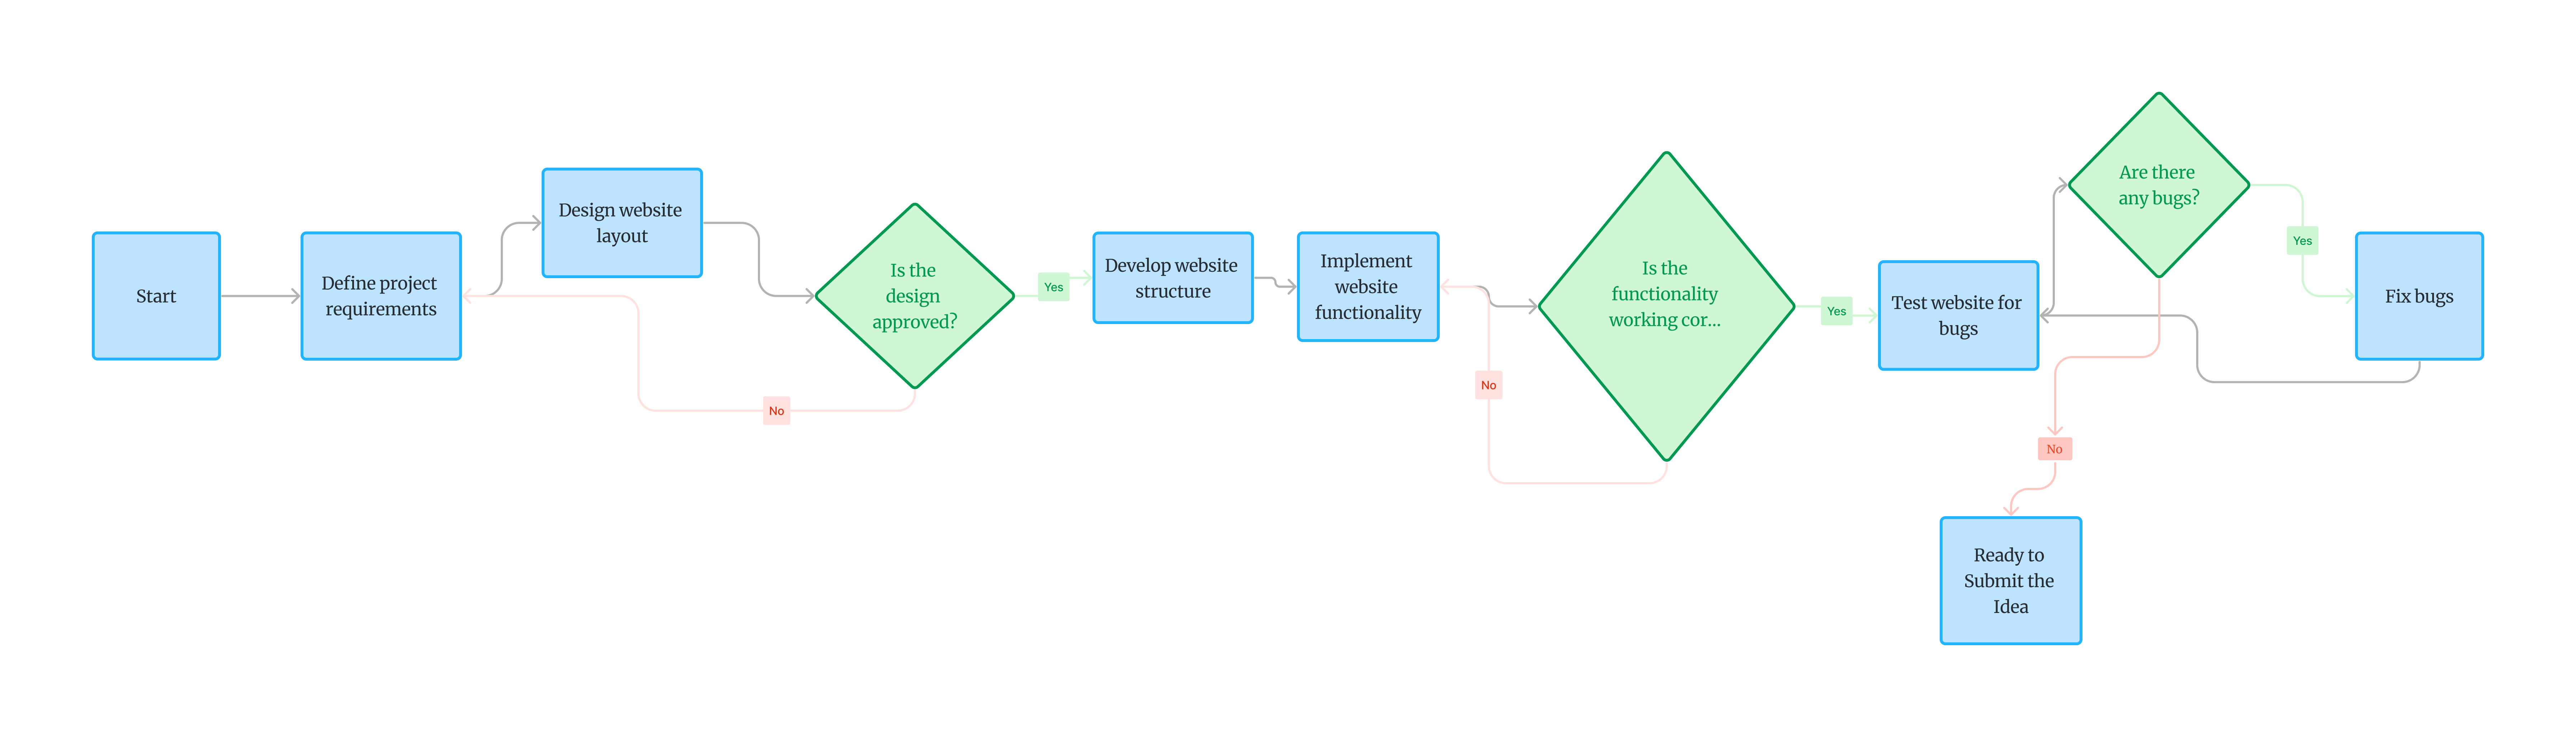 Start
Define project
requirements
Design website
layout
Is the
design
approved?
No
Yes
Develop website
structure
Implement
website
functionality
No
Is the
functionality
working cor...
Yes
Test website for
bugs
Are there
any bugs?
Yes
Fix bugs
No
Ready to
Submit the
Idea